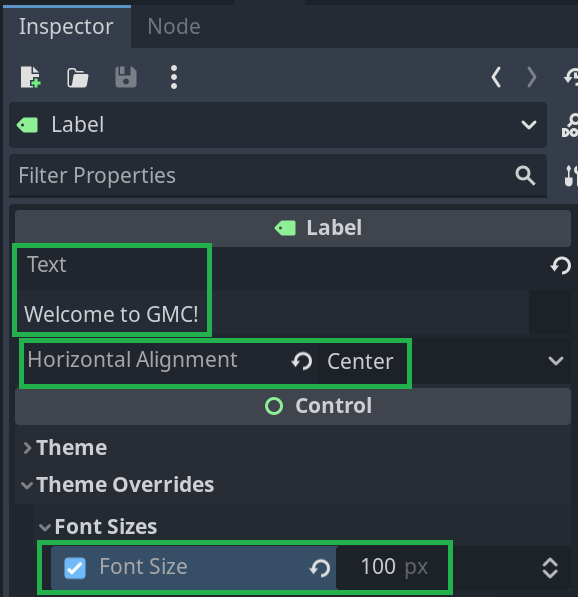 Inspector Node
Label
Filter Properties
Label
Text
Welcome to GMC!
Horizontal Alignment Center
Control
Theme
Theme Overrides
Font Sizes
Font Size 100 px